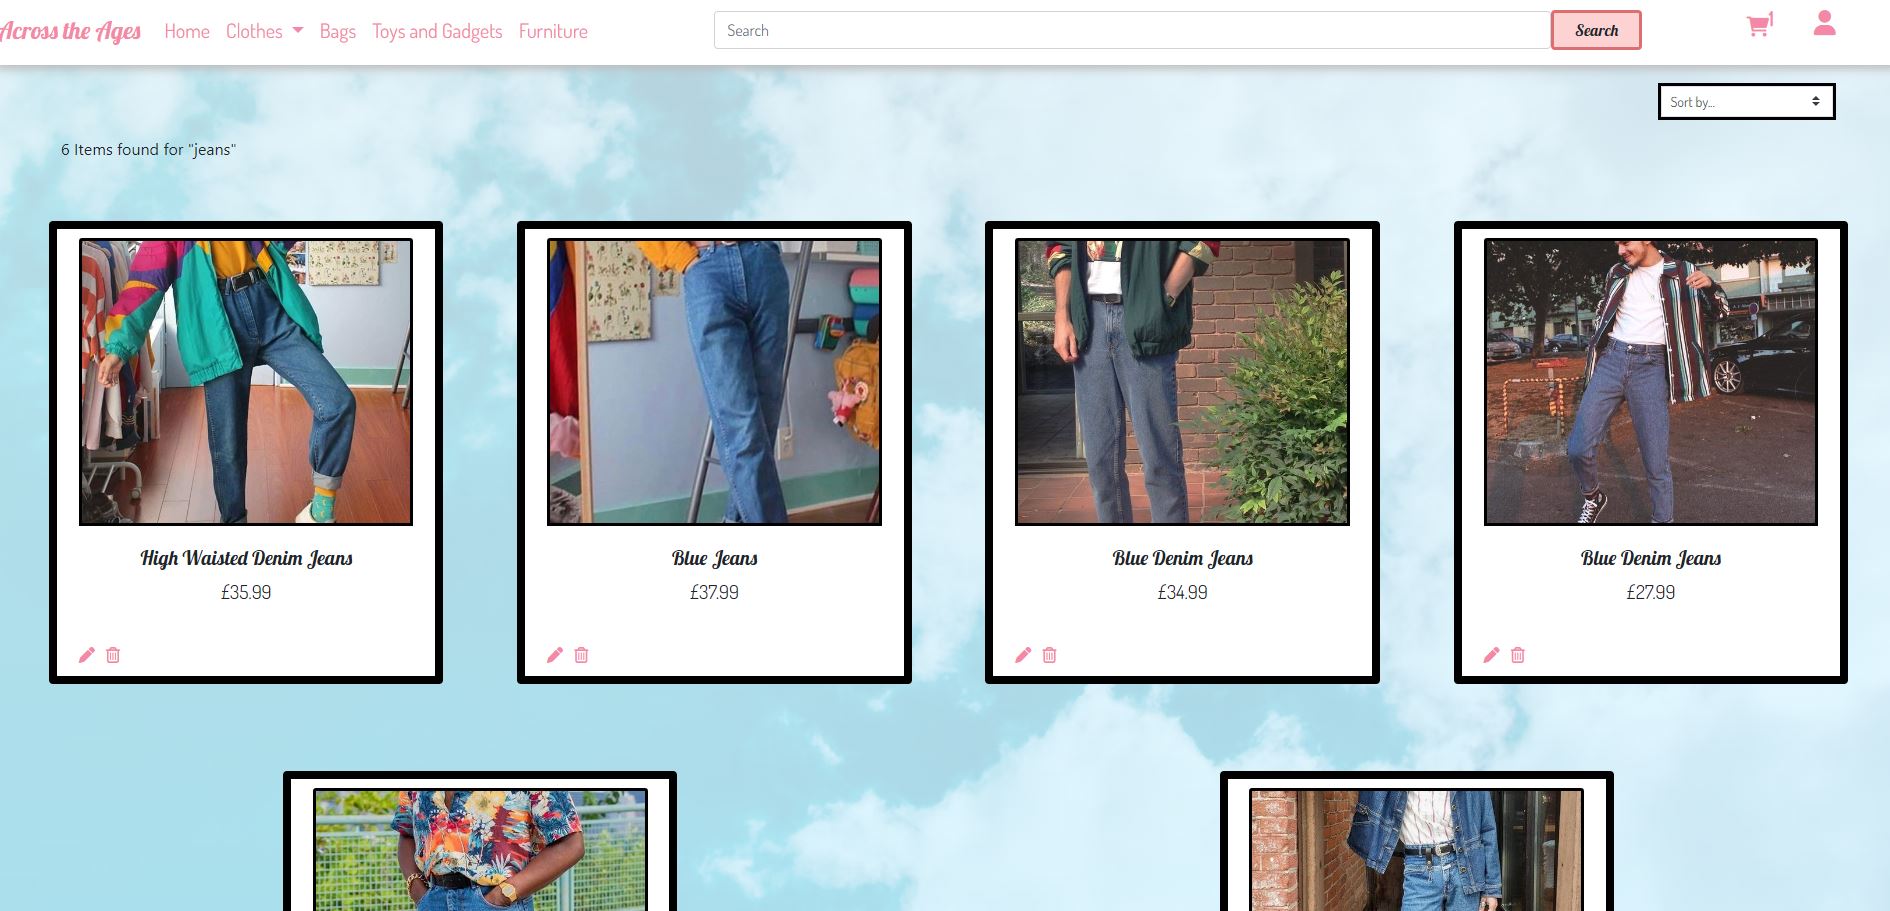 Across the Ages Home Clothes Bags Toys and Gadgets Furniture Search Search 1
Sort by...
6 Items found for "jeans"
High Waisted Denim Jeans
£35.99
Blue Jeans
£37.99
Blue Denim Jeans
£34.99
Blue Denim Jeans
£27.99